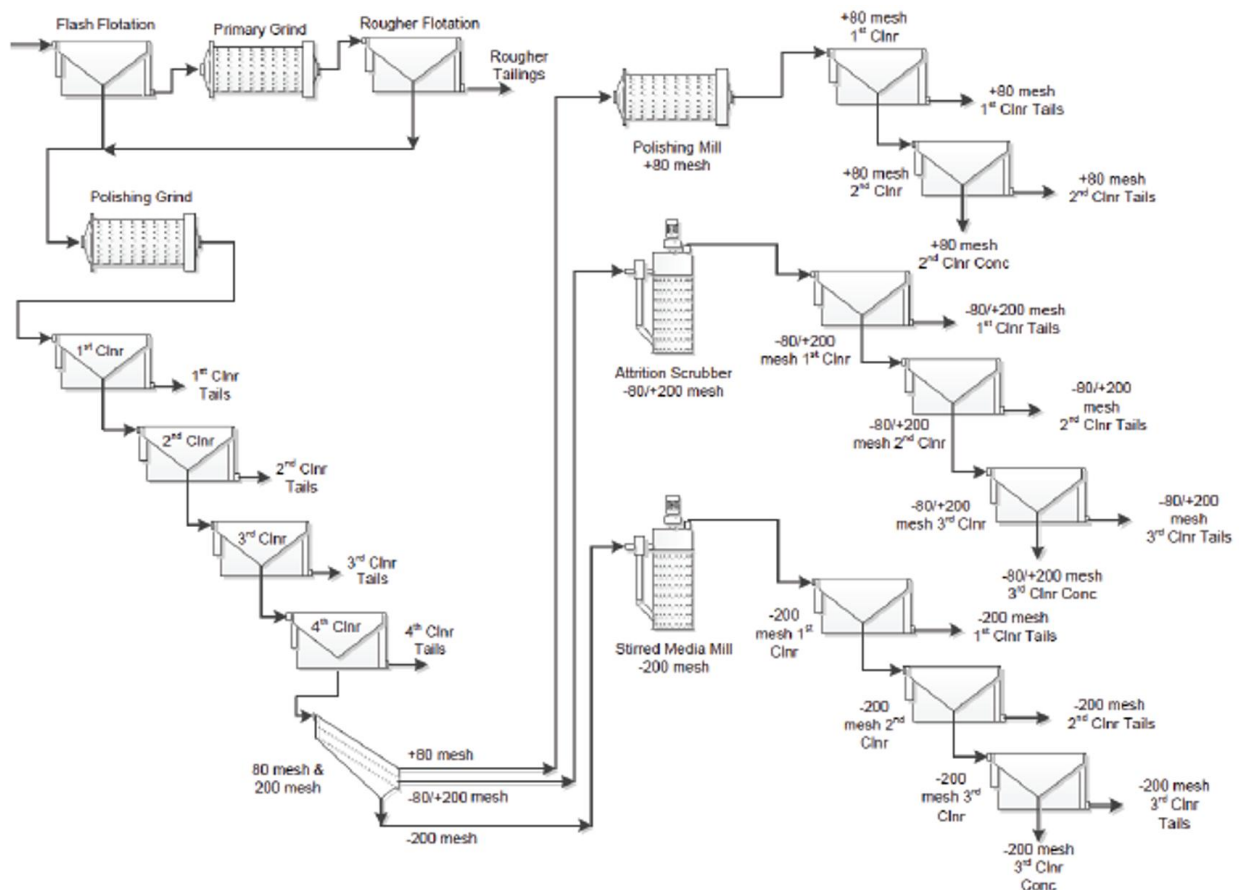 Flash Flotation
Primary Grind
Rougher Flotation
Rougher
Tailings
Polishing Grind
1st Clnr
1st Clnr
Tails
2nd Clnr
2nd Clnr
Tails
3rd Clnr
3rd Clnr
Tails
4th Clnr
4th Clnr
Tails
80 mesh &
200 mesh
+80 mesh
-80/+200 mesh
-200 mesh
Polishing Mill
+80 mesh
+80 mesh
1st Clnr
+80 mesh
1st Clnr Tails
+80 mesh
2nd Clnr
+80 mesh
2nd Clnr Tails
+80 mesh
2nd Clnr Conc
Attrition Scrubber
-80/+200 mesh
-80/+200
mesh 1st Clnr
-80/+200 mesh
1st Clnr Tails
-80/+200
mesh 2nd Clnr
-80/+200
mesh
2nd Clnr Tails
-80/+200
mesh 3rd Clnr
-80/+200
mesh
3rd Clnr Tails
-80/+200 mesh
3rd Clnr Conc
Stirred Media Mill
-200 mesh
-200
mesh 1st
Clnr
-200 mesh
1st Clnr Tails
-200
mesh 2nd
Clnr
-200 mesh
2nd Clnr Tails
-200
mesh 3rd
Clnr
-200 mesh
3rd Clnr
Tails
-200 mesh
3rd Clnr
Conc